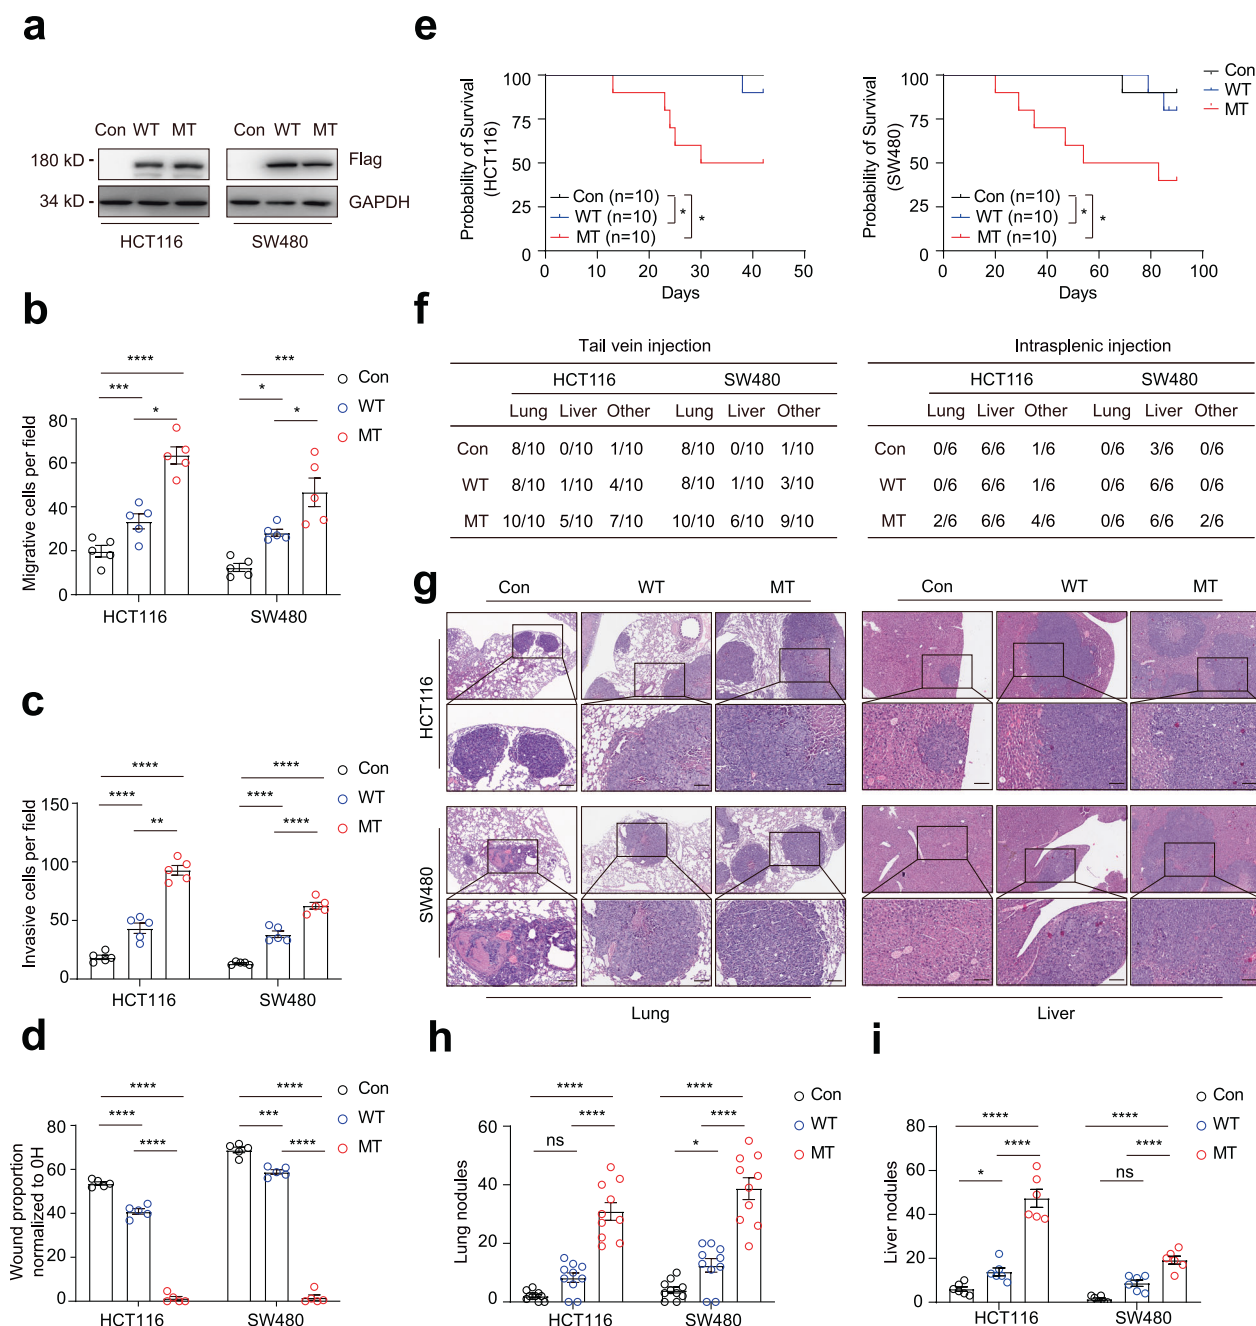 a
Con WT MT
180 kD - Flag
34 kD - GAPDH
HCT116 SW480
b
**** *** *
*** * *
Con
WT
MT
Migrative cells per field
80
60
40
20
0
HCT116 SW480
c
**** **** **
**** **** ****
Con
WT
MT
Invasive cells per field
150
100
50
0
HCT116 SW480
d
**** **** ****
**** *** ****
Con
WT
MT
Wound proportion
normalized to 0H
80
60
40
20
0
HCT116 SW480
e
Probability of Survival
(HCT116)
100
75
50
25
0
0 10 20 30 40 50
Days
Con (n=10)
WT (n=10) *
MT (n=10) *
Probability of Survival
(SW480)
100
75
50
25
0
0 20 40 60 80 100
Days
Con (n=10)
WT (n=10) *
MT (n=10) *
Con
WT
MT
f
Tail vein injection
HCT116 SW480
Lung Liver Other Lung Liver Other
Con 8/10 0/10 1/10 8/10 0/10 1/10
WT 8/10 1/10 4/10 8/10 1/10 3/10
MT 10/10 5/10 7/10 10/10 6/10 9/10
Intrasplenic injection
HCT116 SW480
Lung Liver Other Lung Liver Other
Con 0/6 6/6 1/6 0/6 3/6 0/6
WT 0/6 6/6 1/6 0/6 6/6 0/6
MT 2/6 6/6 4/6 0/6 6/6 2/6
g
Con WT MT Con WT MT
HCT116
SW480
Lung Liver
h
**** ****
**** ****
ns *
Con
WT
MT
Lung nodules
60
40
20
0
HCT116 SW480
i
**** ****
**** ****
* ns
Con
WT
MT
Liver nodules
80
60
40
20
0
HCT116 SW480